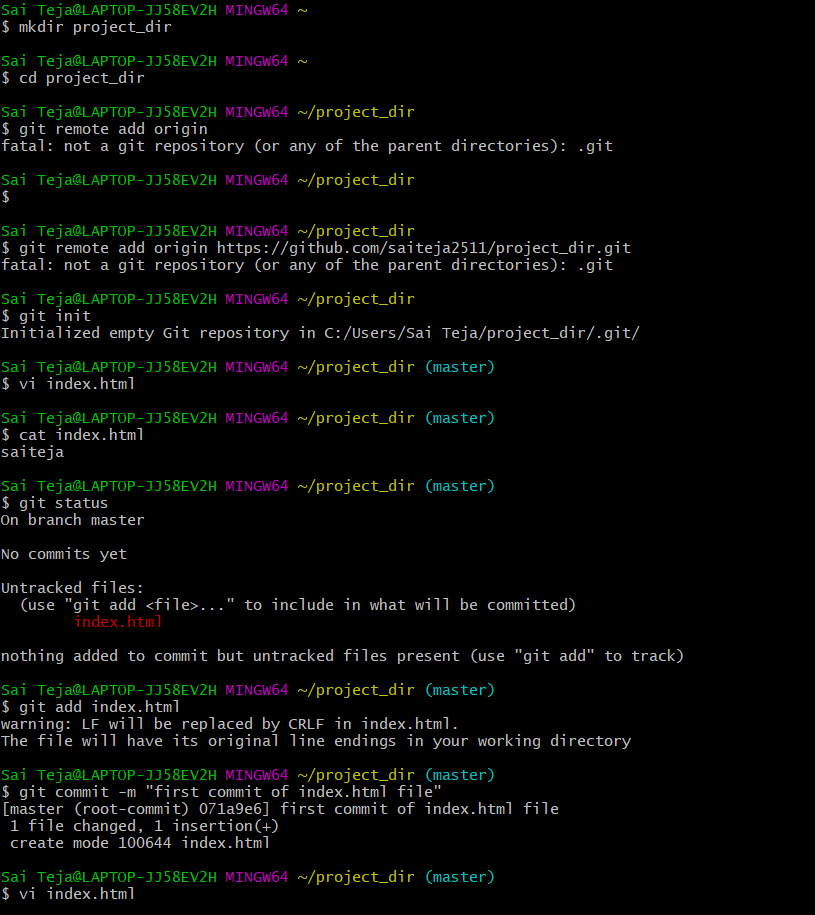 Sai Teja@LAPTOP-JJ58EV2H MINGW64 ~
$ mkdir project_dir
Sai Teja@LAPTOP-JJ58EV2H MINGW64 ~
$ cd project_dir
Sai Teja@LAPTOP-JJ58EV2H MINGW64 ~/project_dir
$ git remote add origin
fatal: not a git repository (or any of the parent directories): .git
Sai Teja@LAPTOP-JJ58EV2H MINGW64 ~/project_dir
$
Sai Teja@LAPTOP-JJ58EV2H MINGW64 ~/project_dir
$ git remote add origin https://github.com/saiteja2511/project_dir.git
fatal: not a git repository (or any of the parent directories): .git
Sai Teja@LAPTOP-JJ58EV2H MINGW64 ~/project_dir
$ git init
Initialized empty Git repository in C:/Users/Sai Teja/project_dir/.git/
Sai Teja@LAPTOP-JJ58EV2H MINGW64 ~/project_dir (master)
$ vi index.html
Sai Teja@LAPTOP-JJ58EV2H MINGW64 ~/project_dir (master)
$ cat index.html
saiteja
Sai Teja@LAPTOP-JJ58EV2H MINGW64 ~/project_dir (master)
$ git status
On branch master
No commits yet
Untracked files:
  (use "git add <file>..." to include in what will be committed)
        index.html
nothing added to commit but untracked files present (use "git add" to track)
Sai Teja@LAPTOP-JJ58EV2H MINGW64 ~/project_dir (master)
$ git add index.html
warning: LF will be replaced by CRLF in index.html.
The file will have its original line endings in your working directory
Sai Teja@LAPTOP-JJ58EV2H MINGW64 ~/project_dir (master)
$ git commit -m "first commit of index.html file"
[master (root-commit) 071a9e6] first commit of index.html file
 1 file changed, 1 insertion(+)
 create mode 100644 index.html
Sai Teja@LAPTOP-JJ58EV2H MINGW64 ~/project_dir (master)
$ vi index.html